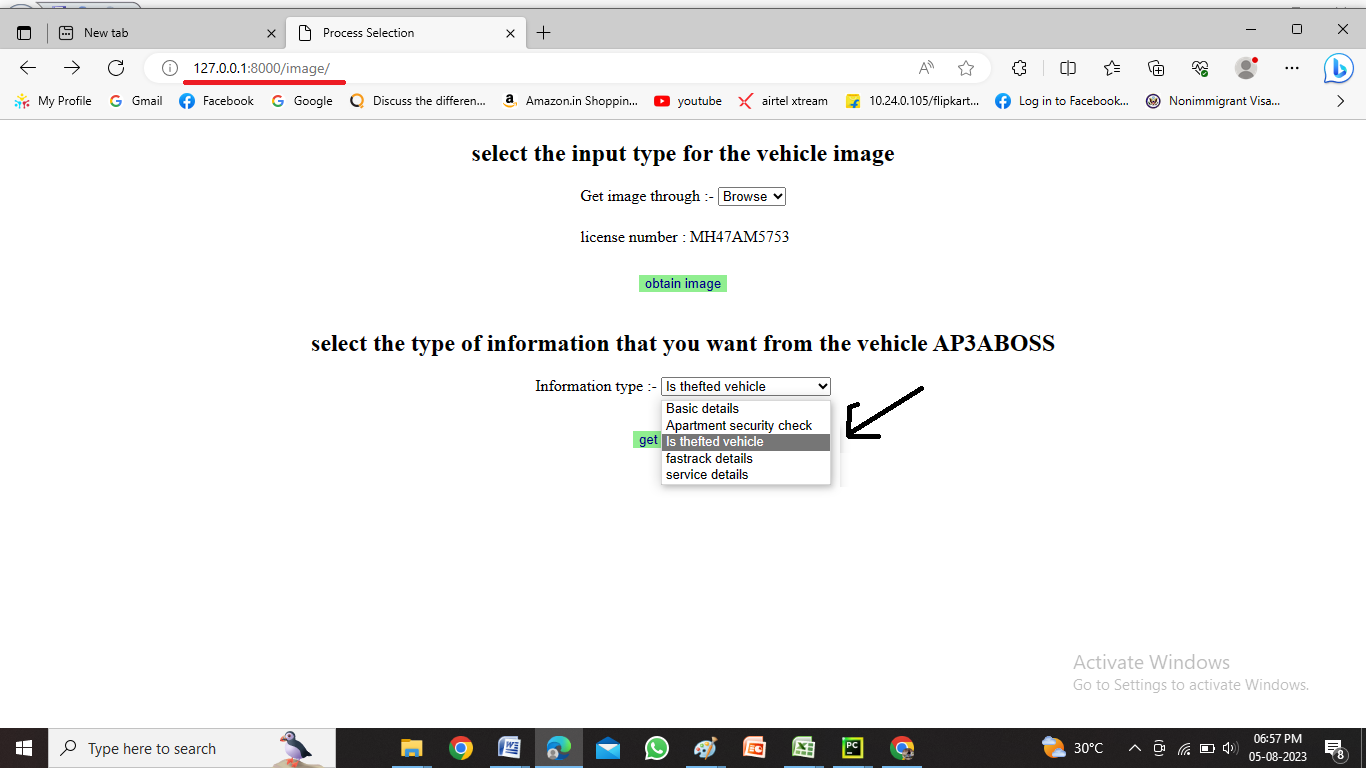 New tab
Process Selection
127.0.0.1:8000/image/
My Profile
Gmail
Facebook
Google
Discuss the differen...
Amazon.in Shoppin...
youtube
airtel xtream
10.24.0.105/flipkart...
Log in to Facebook...
Nonimmigrant Visa...
select the input type for the vehicle image
Get image through :- Browse
license number : MH47AM5753
obtain image
select the type of information that you want from the vehicle AP3ABOSS
Information type :- Is thefted vehicle
Basic details
Apartment security check
get Is thefted vehicle
fastrack details
service details
Activate Windows
Go to Settings to activate Windows.
Type here to search
30°C
06:57 PM
05-08-2023
8